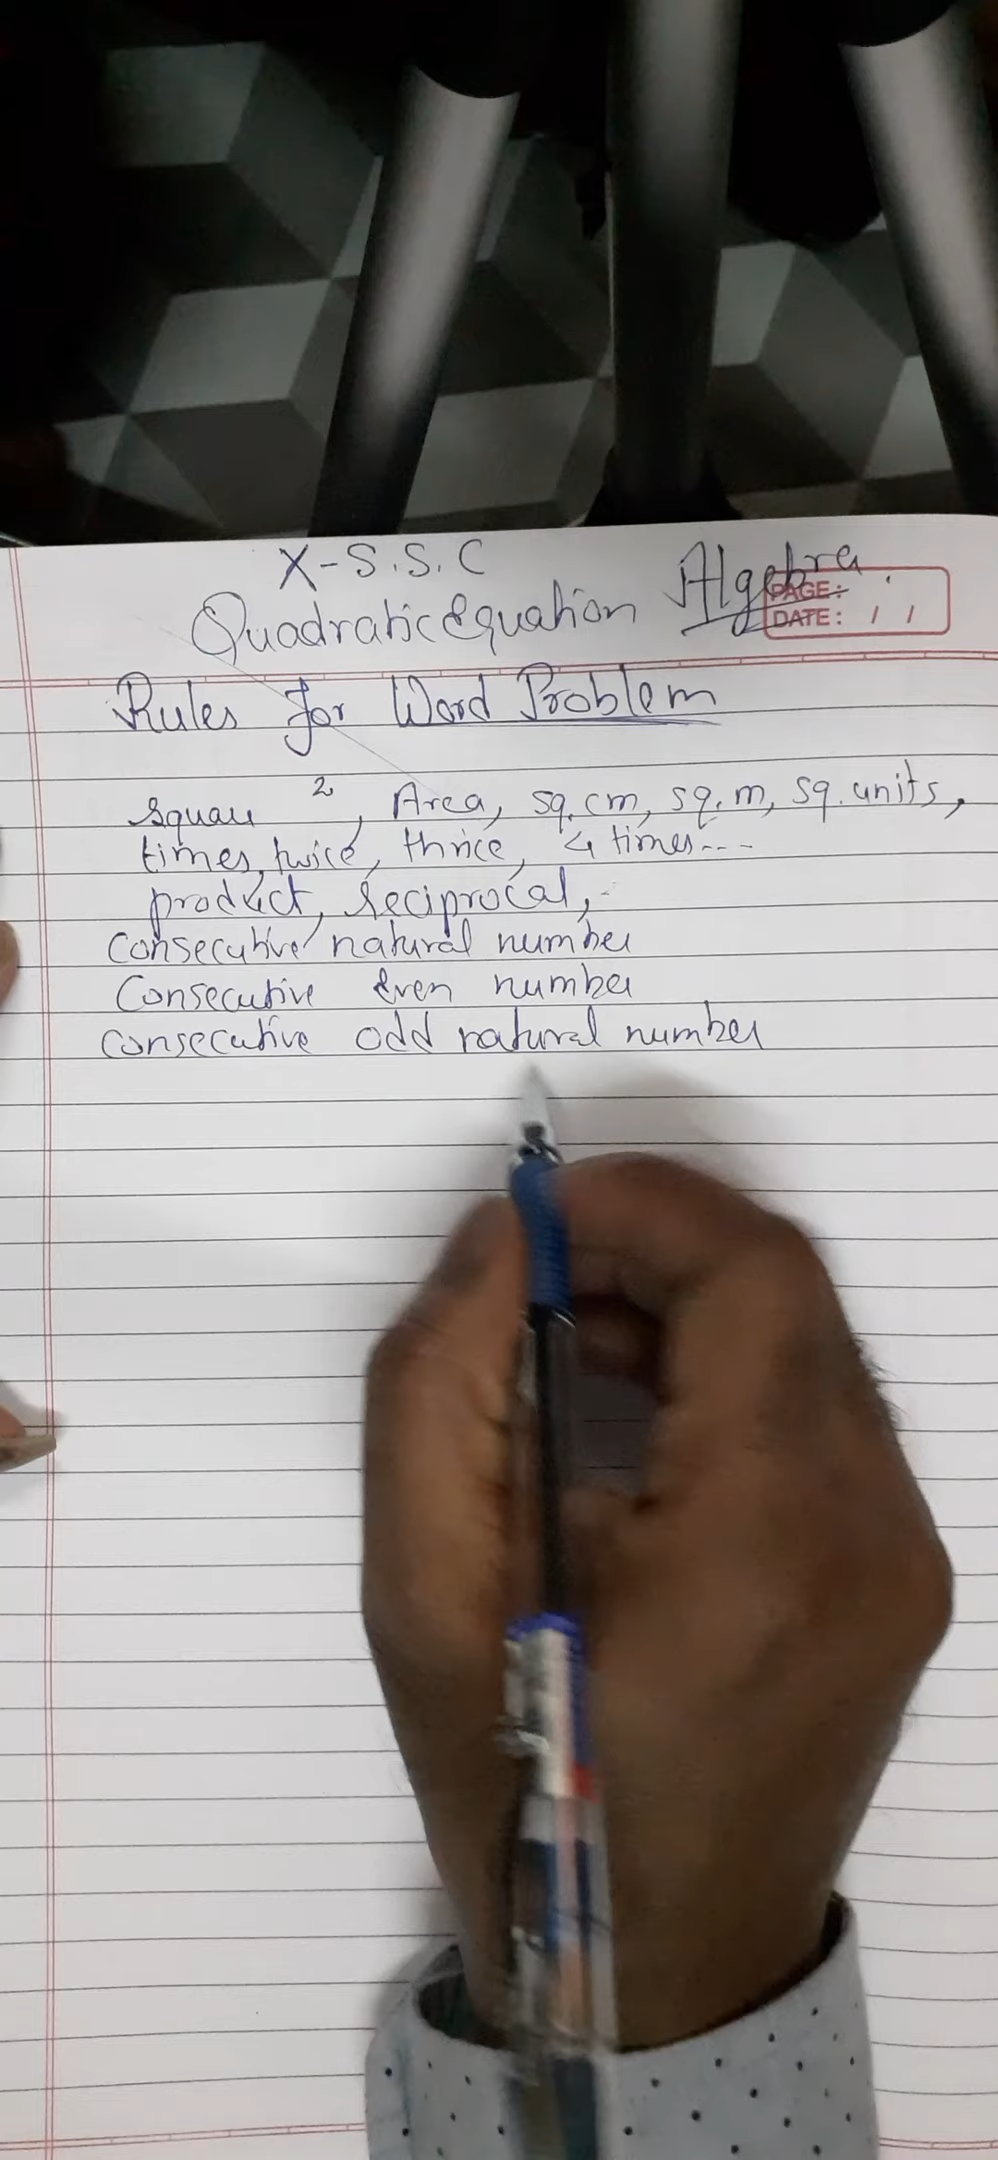 X-S.S.C Algebra
Quadratic Equation
PAGE:
DATE: / /
Rules for Word Problem
square ², Area, sq.cm, sq.m, sq.units,
times, twice, thrice, 4 times---
product, reciprocal,
Consecutive natural number
Consecutive Even number
consecutive odd natural number